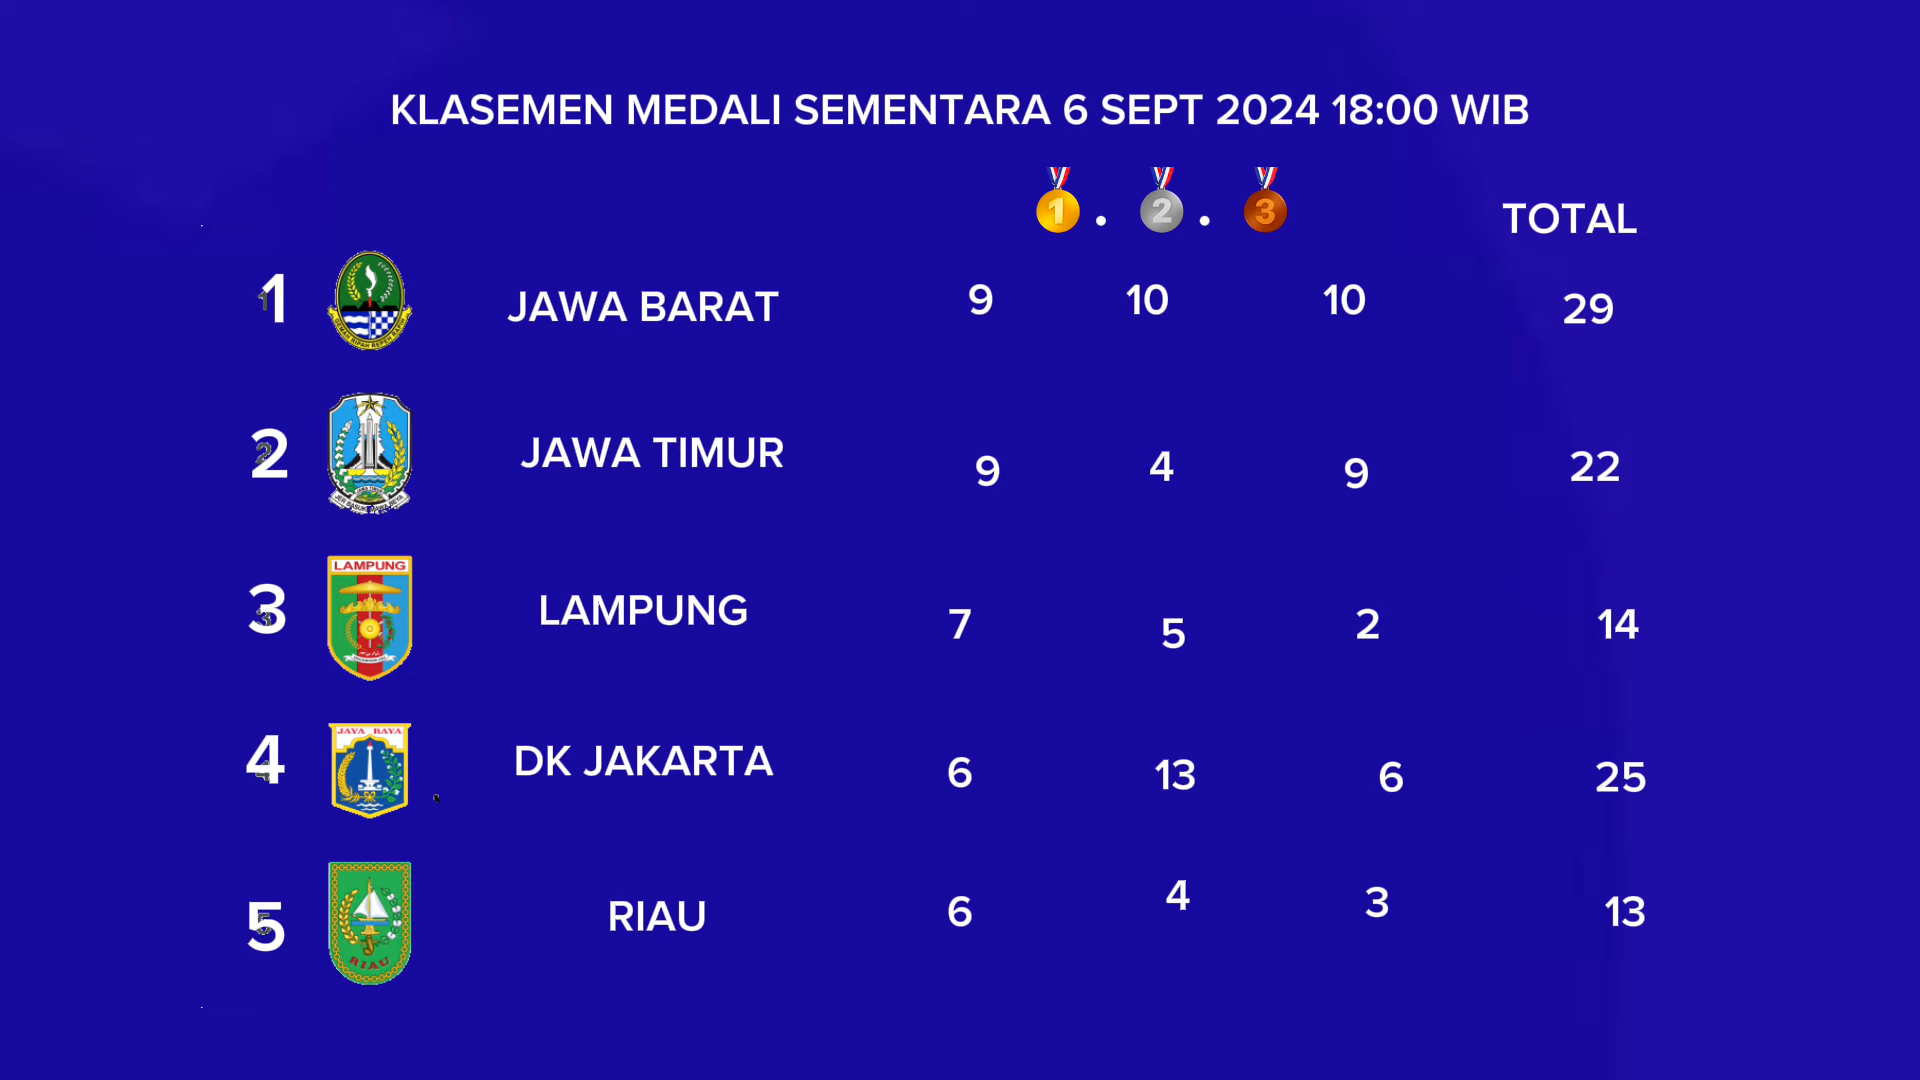 KLASEMEN MEDALI SEMENTARA 6 SEPT 2024 18:00 WIB
1 . 2 . 3 TOTAL
1 JAWA BARAT 9 10 10 29
2 JAWA TIMUR 9 4 9 22
LAMPUNG
3 LAMPUNG 7 5 2 14
JAYA RAYA
4 DK JAKARTA 6 13 6 25
5 RIAU 6 4 3 13
RIAU